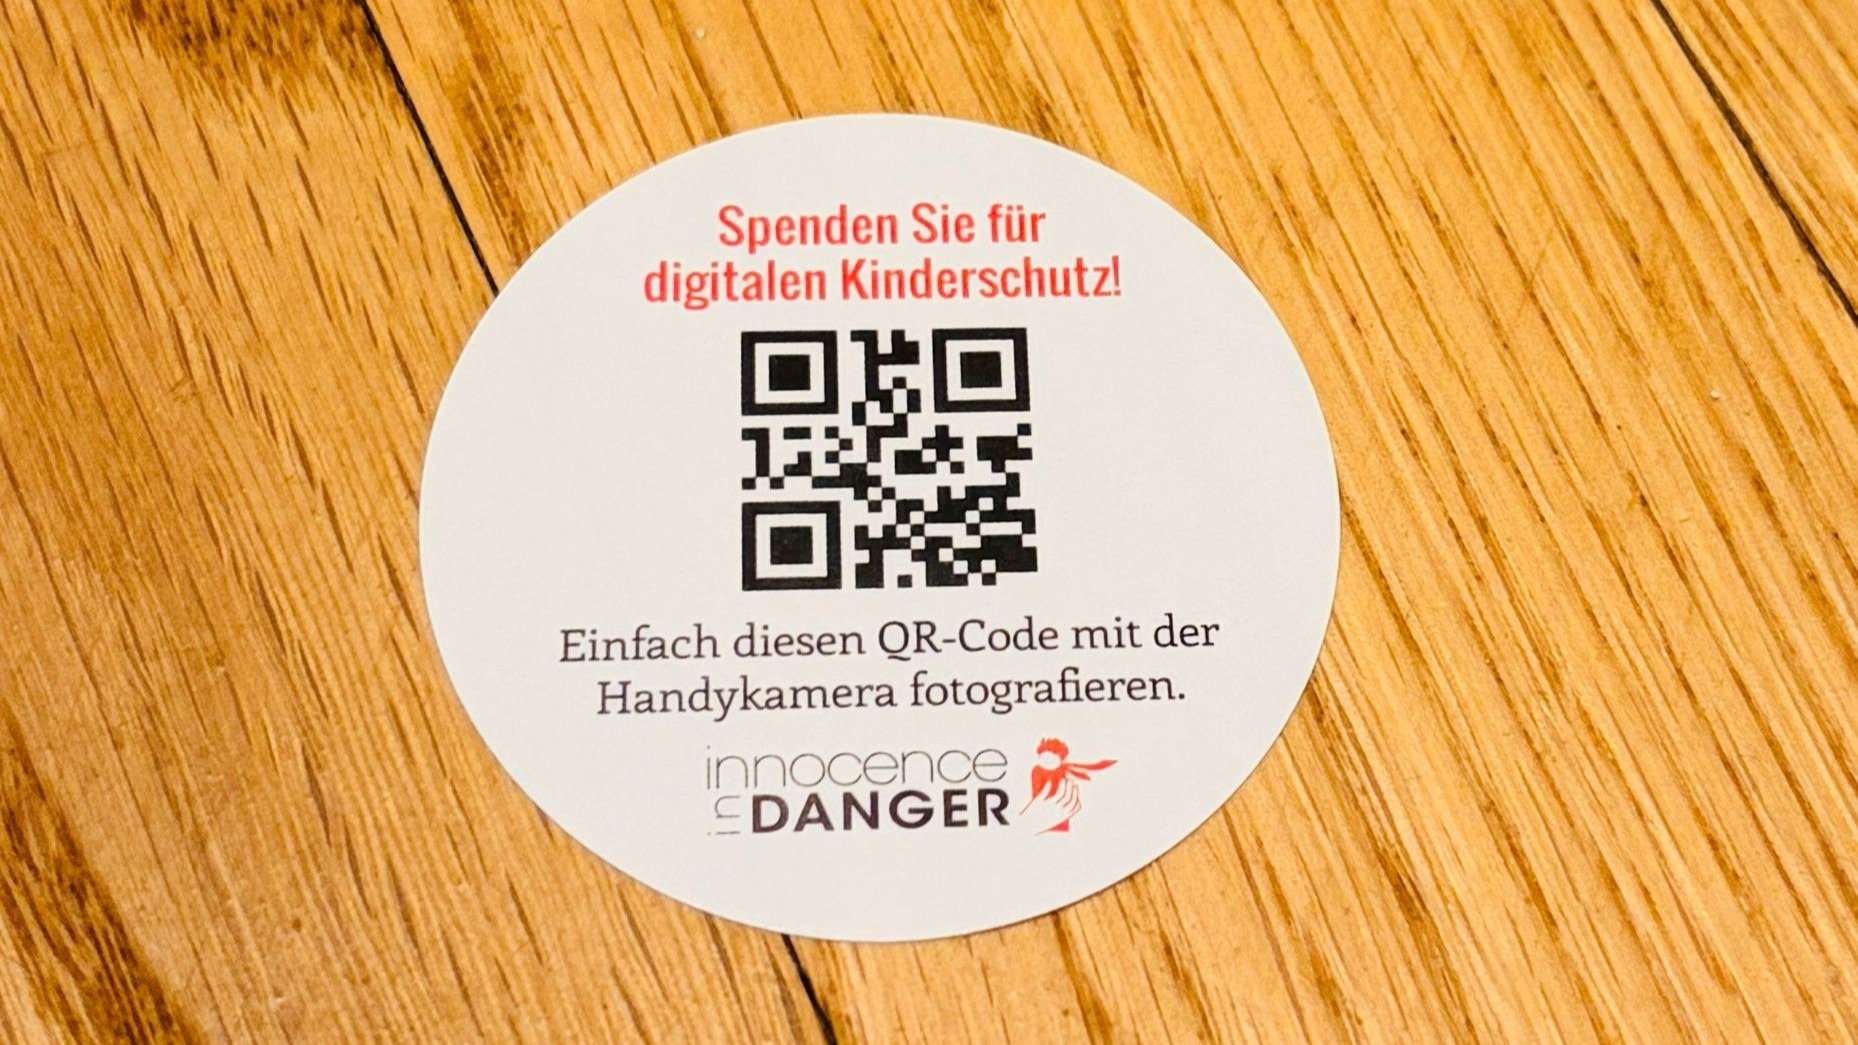 Spenden Sie für
digitalen Kinderschutz!
Einfach diesen QR-Code mit der
Handykamera fotografieren.
innocence
in DANGER